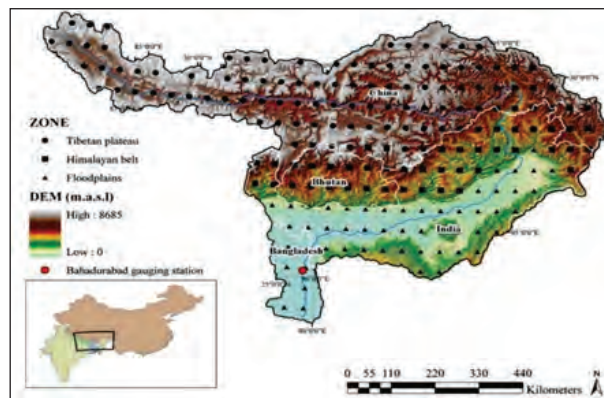 China
ZONE
Tibetan plateau
Himalayan belt
Floodplains
Bhutan
DEM (m.a.s.l)
High : 8685
India
Low : 0
Bangladesh
Bahadurabad gauging station
0 55 110 220 330 440
Kilometers
N